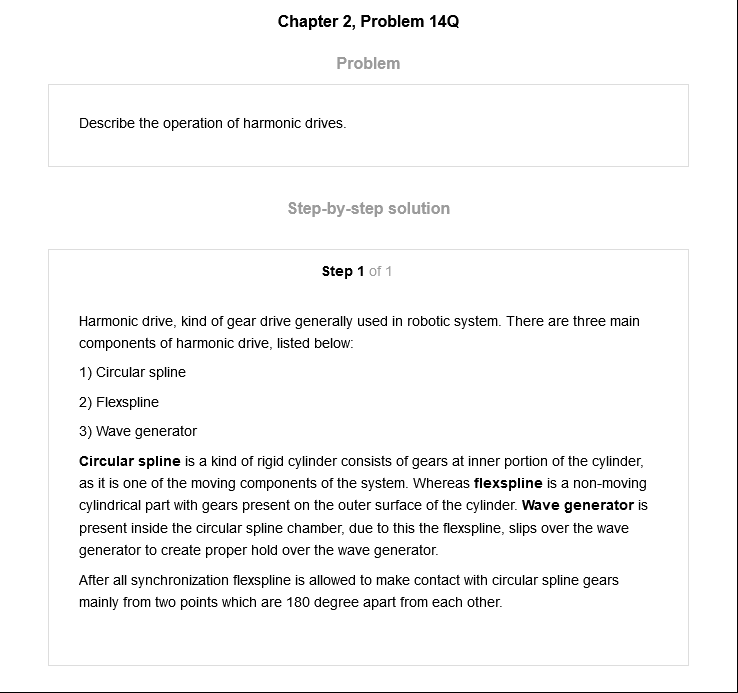 Chapter 2, Problem 14Q
Problem
Describe the operation of harmonic drives.
Step-by-step solution
Step 1 of 1
Harmonic drive, kind of gear drive generally used in robotic system. There are three main
components of harmonic drive, listed below:
1) Circular spline
2) Flexspline
3) Wave generator
Circular spline is a kind of rigid cylinder consists of gears at inner portion of the cylinder,
as it is one of the moving components of the system. Whereas flexspline is a non-moving
cylindrical part with gears present on the outer surface of the cylinder. Wave generator is
present inside the circular spline chamber, due to this the flexspline, slips over the wave
generator to create proper hold over the wave generator.
After all synchronization flexspline is allowed to make contact with circular spline gears
mainly from two points which are 180 degree apart from each other.